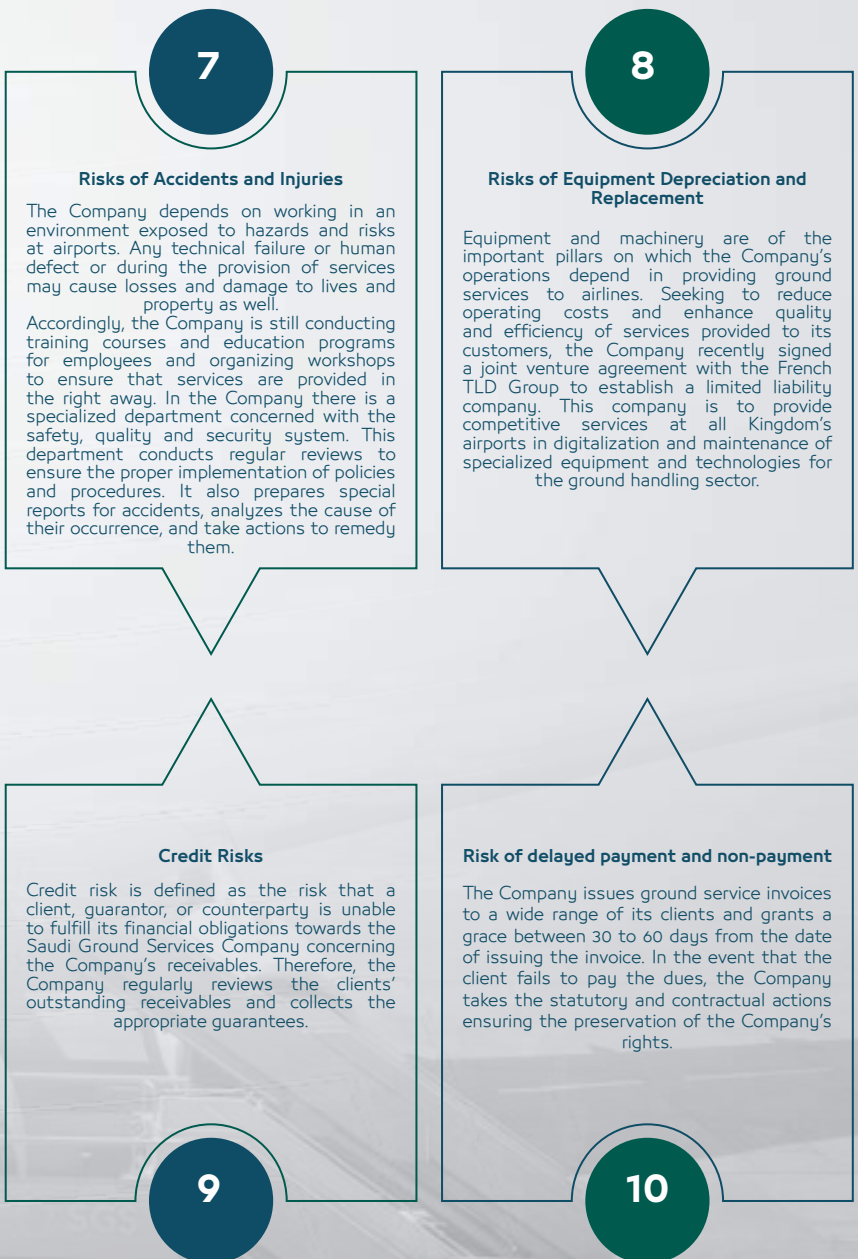 7
Risks of Accidents and Injuries
The Company depends on working in an
environment exposed to hazards and risks
at airports. Any technical failure or human
defect or during the provision of services
may cause losses and damage to lives and
property as well.
Accordingly, the Company is still conducting
training courses and education programs
for employees and organizing workshops
to ensure that services are provided in
the right away. In the Company there is a
specialized department concerned with the
safety, quality and security system. This
department conducts regular reviews to
ensure the proper implementation of policies
and procedures. It also prepares special
reports for accidents, analyzes the cause of
their occurrence, and take actions to remedy
them.
8
Risks of Equipment Depreciation and
Replacement
Equipment and machinery are of the
important pillars on which the Company's
operations depend in providing ground
services to airlines. Seeking to reduce
operating costs and enhance quality
and efficiency of services provided to its
customers, the Company recently signed
a joint venture agreement with the French
TLD Group to establish a limited liability
company. This company is to provide
competitive services at all Kingdom's
airports in digitalization and maintenance of
specialized equipment and technologies for
the ground handling sector.
Credit Risks
Credit risk is defined as the risk that a
client, guarantor, or counterparty is unable
to fulfill its financial obligations towards the
Saudi Ground Services Company concerning
the Company's receivables. Therefore, the
Company regularly reviews the clients'
outstanding receivables and collects the
appropriate guarantees.
9
Risk of delayed payment and non-payment
The Company issues ground service invoices
to a wide range of its clients and grants a
grace between 30 to 60 days from the date
of issuing the invoice. In the event that the
client fails to pay the dues, the Company
takes the statutory and contractual actions
ensuring the preservation of the Company's
rights.
10